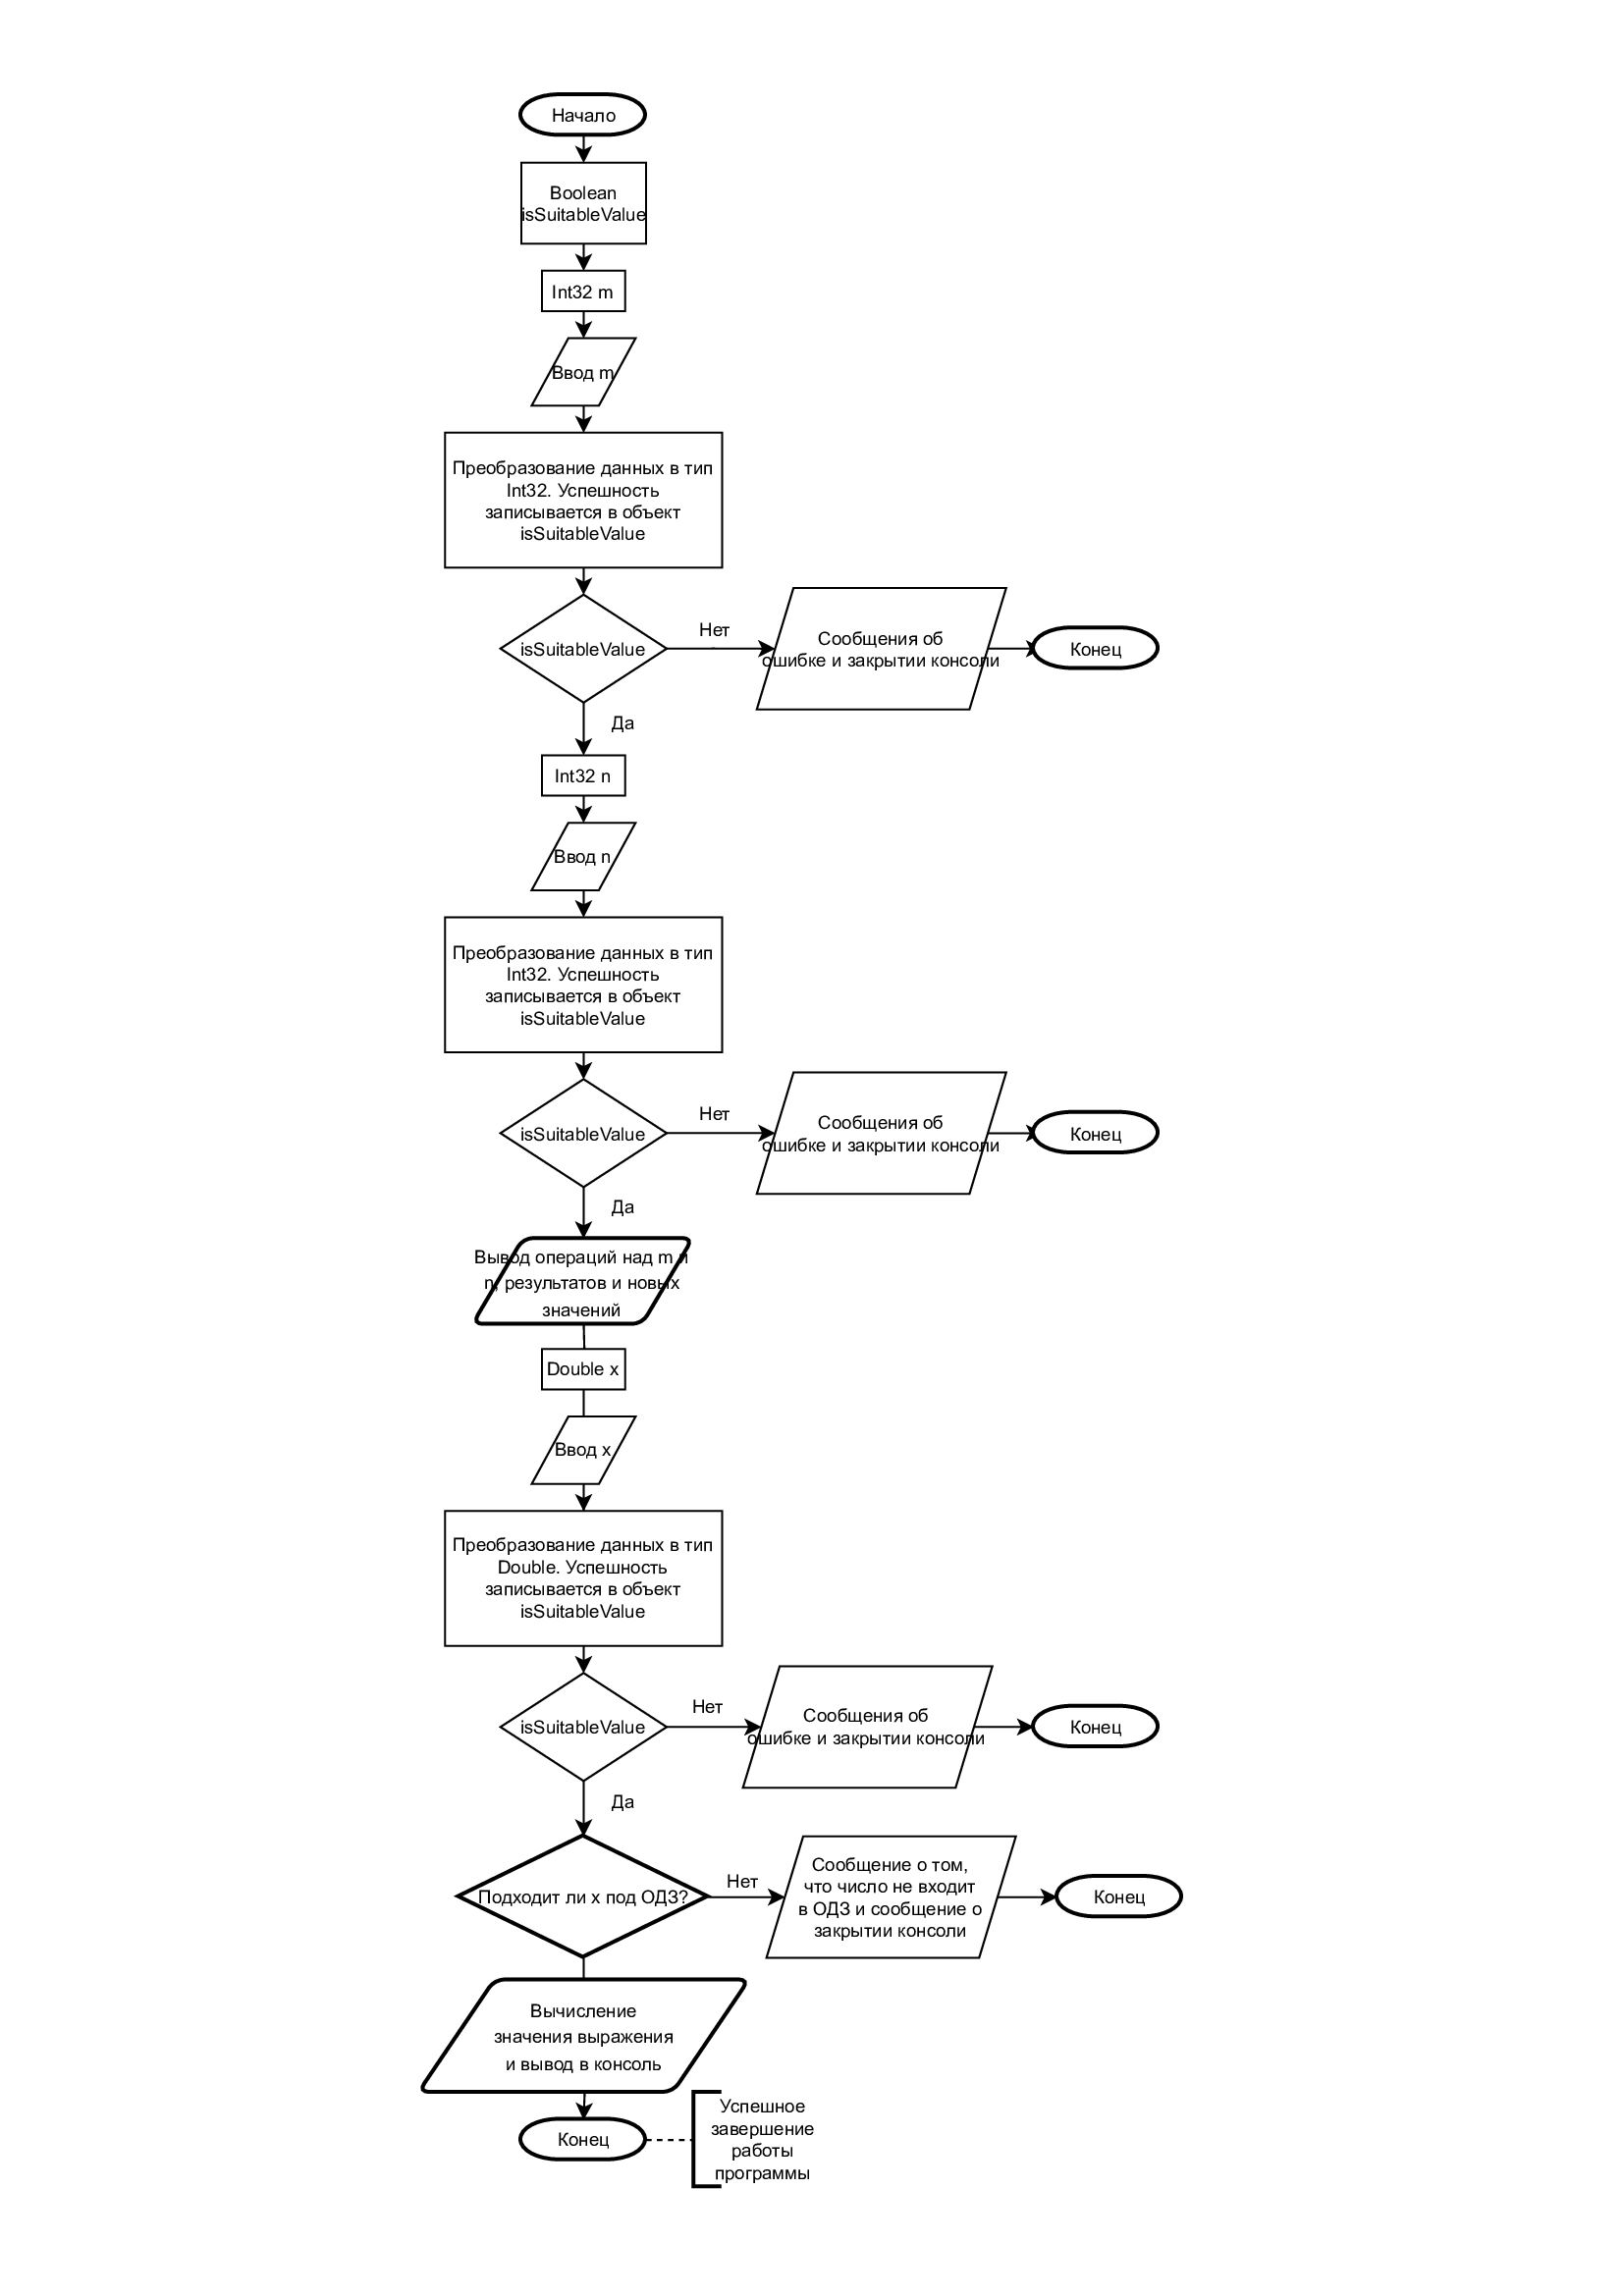 Начало
Boolean
isSuitableValue
Int32 m
Ввод m
Преобразование данных в тип
Int32. Успешность
записывается в объект
isSuitableValue
isSuitableValue
Нет
Сообщения об
ошибке и закрытии консоли
Конец
Да
Int32 n
Ввод n
Преобразование данных в тип
Int32. Успешность
записывается в объект
isSuitableValue
isSuitableValue
Нет
Сообщения об
ошибке и закрытии консоли
Конец
Да
Вывод операций над m и
n, результатов и новых
значений
Double x
Ввод x
Преобразование данных в тип
Double. Успешность
записывается в объект
isSuitableValue
isSuitableValue
Нет
Сообщения об
ошибке и закрытии консоли
Конец
Да
Подходит ли x под ОДЗ?
Нет
Сообщение о том,
что число не входит
в ОДЗ и сообщение о
закрытии консоли
Конец
Вычисление
значения выражения
и вывод в консоль
Конец
Успешное
завершение
работы
программы